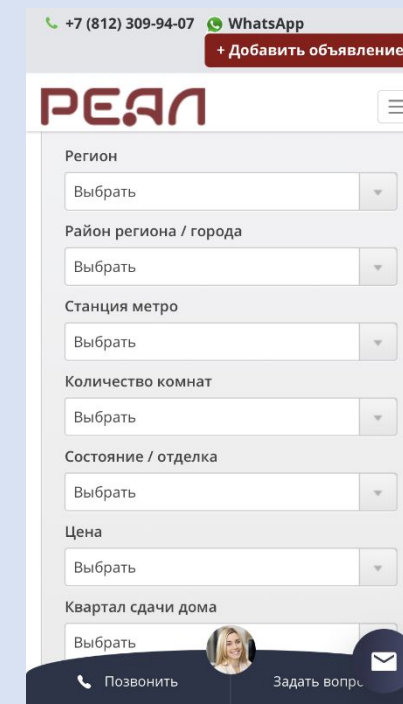 +7 (812) 309-94-07 WhatsApp
+ Добавить объявление
РЕАЛ
Регион
Выбрать
Район региона / города
Выбрать
Станция метро
Выбрать
Количество комнат
Выбрать
Состояние / отделка
Выбрать
Цена
Выбрать
Квартал сдачи дома
Выбрать
Позвонить Задать вопрос